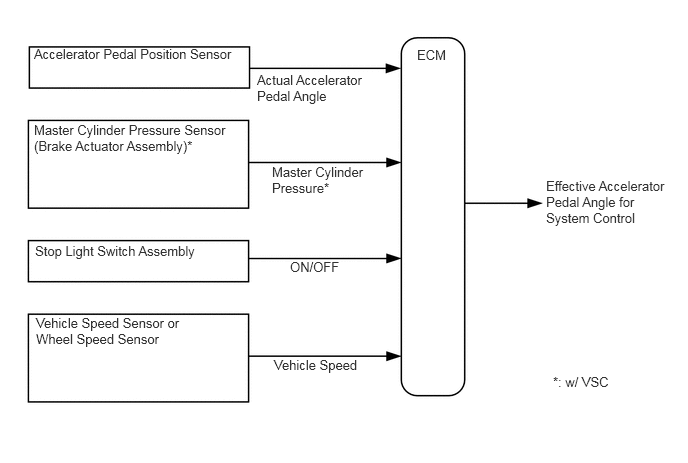 Accelerator Pedal Position Sensor
Actual Accelerator
Pedal Angle
ECM
Master Cylinder Pressure Sensor
(Brake Actuator Assembly)*
Master Cylinder
Pressure*
Effective Accelerator
Pedal Angle for
System Control
Stop Light Switch Assembly
ON/OFF
Vehicle Speed Sensor or
Wheel Speed Sensor
Vehicle Speed
*: w/ VSC